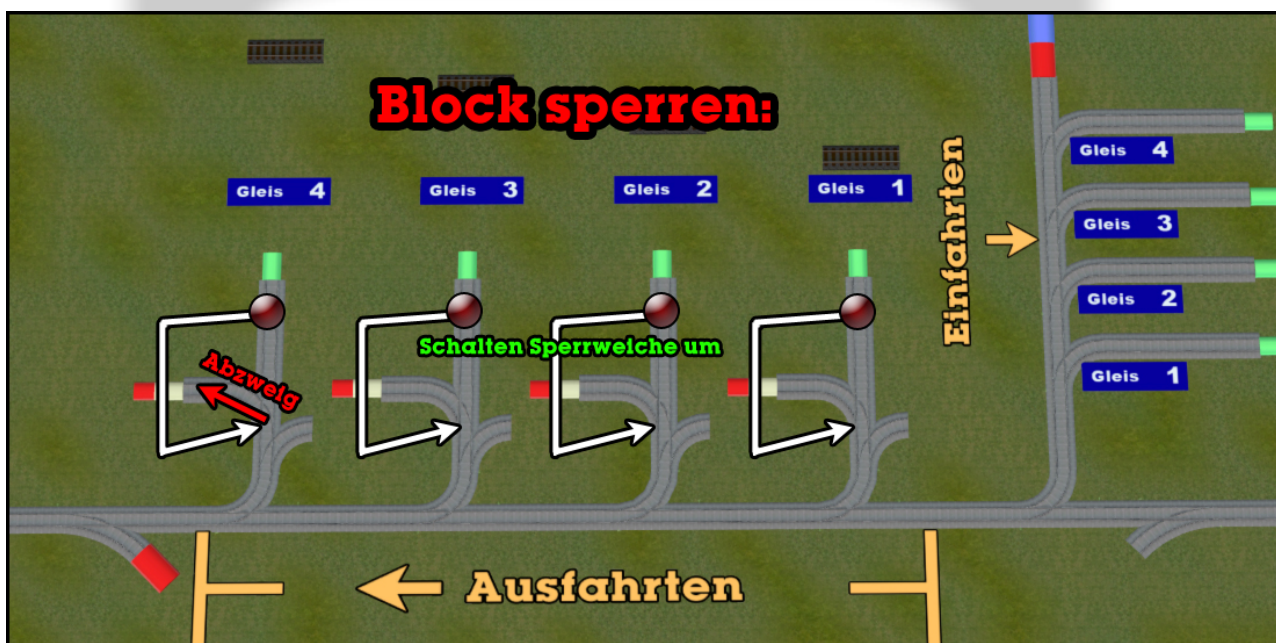 Block sperren:
Gleis 4
Gleis 3
Gleis 2
Gleis 1
Einfahrten
Gleis 4
Gleis 3
Gleis 2
Gleis 1
Schalten Sperrweiche um
Abzweig
Ausfahrten